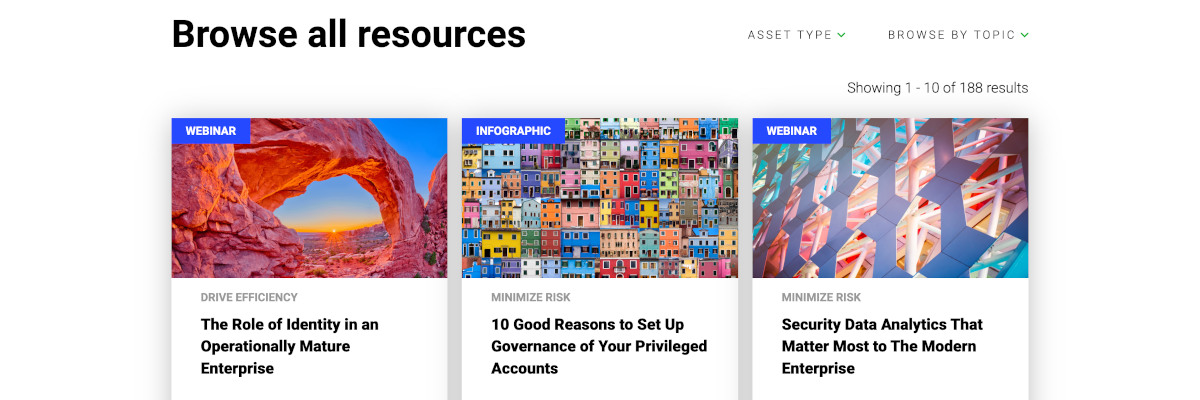 Browse all resources
ASSET TYPE
BROWSE BY TOPIC
Showing 1 - 10 of 188 results
WEBINAR
DRIVE EFFICIENCY
The Role of Identity in an
Operationally Mature
Enterprise
INFOGRAPHIC
MINIMIZE RISK
10 Good Reasons to Set Up
Governance of Your Privileged
Accounts
WEBINAR
MINIMIZE RISK
Security Data Analytics That
Matter Most to The Modern
Enterprise